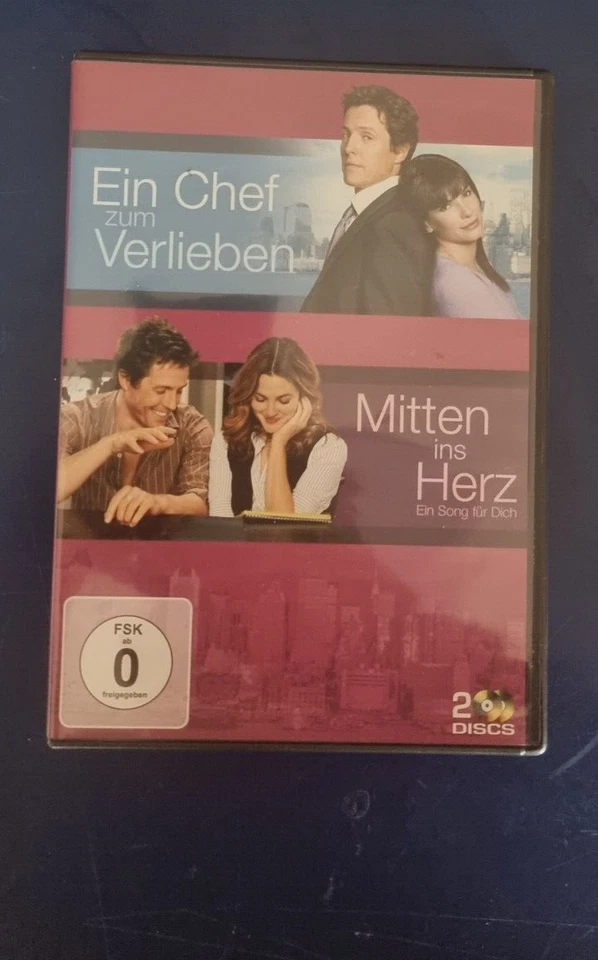 Ein Chef
zum
Verlieben
Mitten
ins
Herz
Ein Song für Dich
FSK
ab
0
freigegeben
2
DISCS